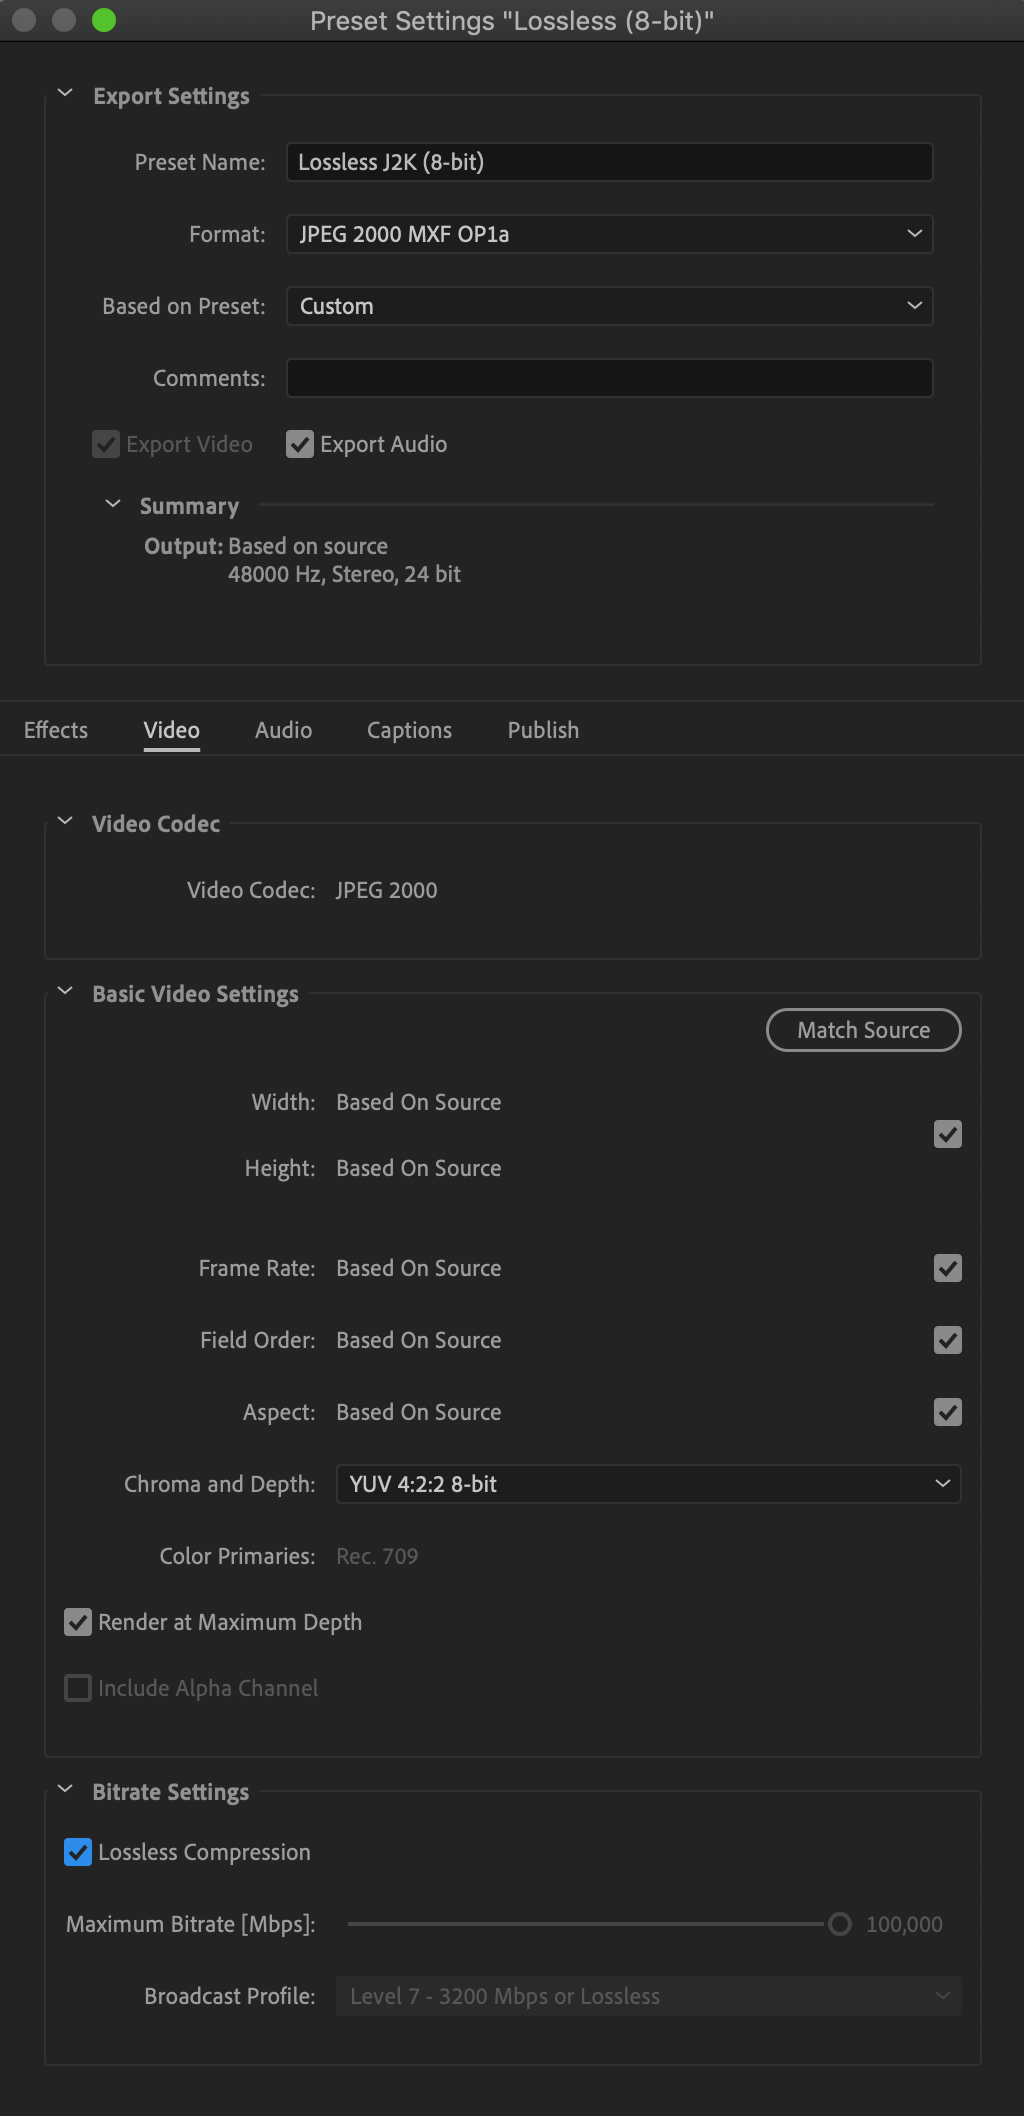 Preset Settings "Lossless (8-bit)"
Export Settings
Preset Name: Lossless J2K (8-bit)
Format: JPEG 2000 MXF OP1a
Based on Preset: Custom
Comments:
Export Video Export Audio
Summary
Output: Based on source
48000 Hz, Stereo, 24 bit
Effects Video Audio Captions Publish
Video Codec
Video Codec: JPEG 2000
Basic Video Settings
Match Source
Width: Based On Source
Height: Based On Source
Frame Rate: Based On Source
Field Order: Based On Source
Aspect: Based On Source
Chroma and Depth: YUV 4:2:2 8-bit
Color Primaries: Rec. 709
Render at Maximum Depth
Include Alpha Channel
Bitrate Settings
Lossless Compression
Maximum Bitrate [Mbps]: 100,000
Broadcast Profile: Level 7 - 3200 Mbps or Lossless